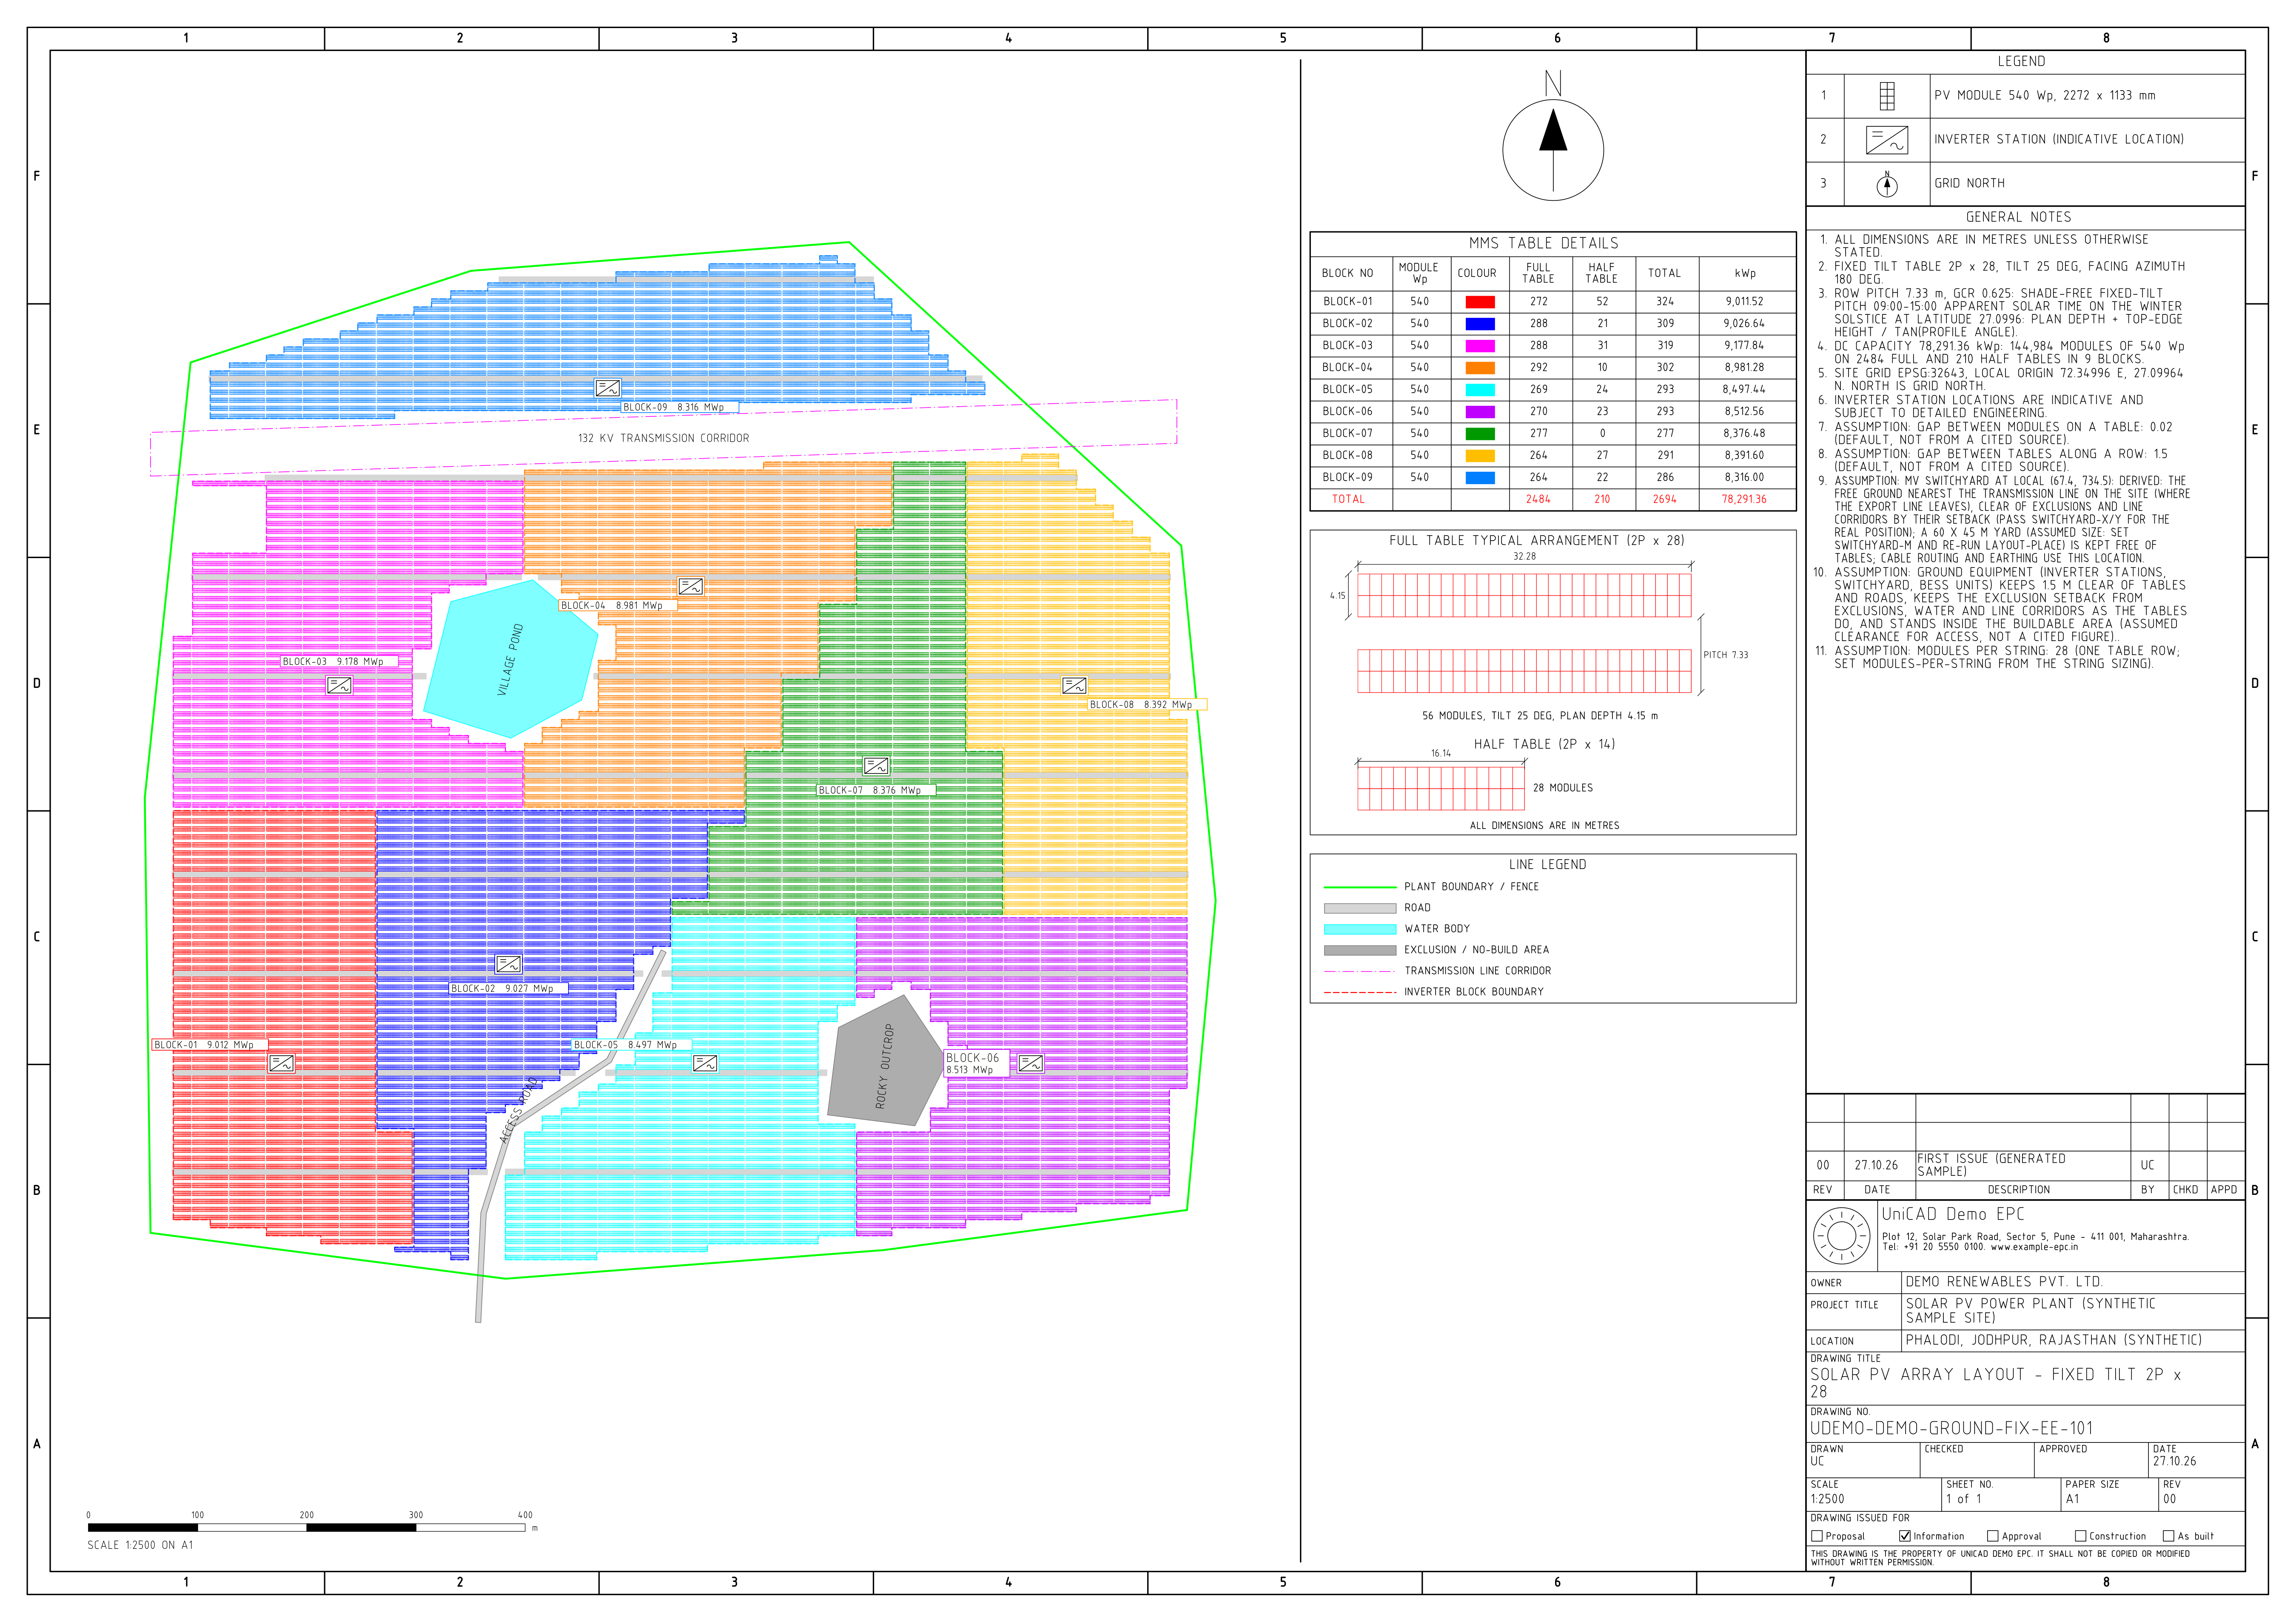 1 2 3 4 5 6 7 8
F E D C B A
N
BLOCK-09 8.316 MWp
132 KV TRANSMISSION CORRIDOR
BLOCK-04 8.981 MWp
VILLAGE POND
BLOCK-03 9.178 MWp
BLOCK-08 8.392 MWp
BLOCK-07 8.376 MWp
BLOCK-02 9.027 MWp
BLOCK-01 9.012 MWp
BLOCK-05 8.497 MWp
ROCKY OUTCROP
BLOCK-06
8.513 MWp
ACCESS ROAD
0 100 200 300 400 m
SCALE 1:2500 ON A1
MMS TABLE DETAILS
BLOCK NO MODULE Wp COLOUR FULL TABLE HALF TABLE TOTAL kWp
BLOCK-01 540 272 52 324 9,011.52
BLOCK-02 540 288 21 309 9,026.64
BLOCK-03 540 288 31 319 9,177.84
BLOCK-04 540 292 10 302 8,981.28
BLOCK-05 540 269 24 293 8,497.44
BLOCK-06 540 270 23 293 8,512.56
BLOCK-07 540 277 0 277 8,376.48
BLOCK-08 540 264 27 291 8,391.60
BLOCK-09 540 264 22 286 8,316.00
TOTAL 2484 210 2694 78,291.36
FULL TABLE TYPICAL ARRANGEMENT (2P x 28)
32.28
4.15
PITCH 7.33
56 MODULES, TILT 25 DEG, PLAN DEPTH 4.15 m
HALF TABLE (2P x 14)
16.14
28 MODULES
ALL DIMENSIONS ARE IN METRES
LINE LEGEND
PLANT BOUNDARY / FENCE
ROAD
WATER BODY
EXCLUSION / NO-BUILD AREA
TRANSMISSION LINE CORRIDOR
INVERTER BLOCK BOUNDARY
LEGEND
1 PV MODULE 540 Wp, 2272 x 1133 mm
2 INVERTER STATION (INDICATIVE LOCATION)
3 N GRID NORTH
GENERAL NOTES
1. ALL DIMENSIONS ARE IN METRES UNLESS OTHERWISE
STATED.
2. FIXED TILT TABLE 2P x 28, TILT 25 DEG, FACING AZIMUTH
180 DEG.
3. ROW PITCH 7.33 m, GCR 0.625: SHADE-FREE FIXED-TILT
PITCH 09:00-15:00 APPARENT SOLAR TIME ON THE WINTER
SOLSTICE AT LATITUDE 27.0996: PLAN DEPTH + TOP-EDGE
HEIGHT / TAN(PROFILE ANGLE).
4. DC CAPACITY 78,291.36 kWp: 144,984 MODULES OF 540 Wp
ON 2484 FULL AND 210 HALF TABLES IN 9 BLOCKS.
5. SITE GRID EPSG:32643, LOCAL ORIGIN 72.34996 E, 27.09964
N. NORTH IS GRID NORTH.
6. INVERTER STATION LOCATIONS ARE INDICATIVE AND
SUBJECT TO DETAILED ENGINEERING.
7. ASSUMPTION: GAP BETWEEN MODULES ON A TABLE: 0.02
(DEFAULT, NOT FROM A CITED SOURCE).
8. ASSUMPTION: GAP BETWEEN TABLES ALONG A ROW: 1.5
(DEFAULT, NOT FROM A CITED SOURCE).
9. ASSUMPTION: MV SWITCHYARD AT LOCAL (67.4, 734.5): DERIVED: THE
FREE GROUND NEAREST THE TRANSMISSION LINE ON THE SITE (WHERE
THE EXPORT LINE LEAVES), CLEAR OF EXCLUSIONS AND LINE
CORRIDORS BY THEIR SETBACK (PASS SWITCHYARD-X/Y FOR THE
REAL POSITION); A 60 X 45 M YARD (ASSUMED SIZE: SET
SWITCHYARD-M AND RE-RUN LAYOUT-PLACE) IS KEPT FREE OF
TABLES; CABLE ROUTING AND EARTHING USE THIS LOCATION.
10. ASSUMPTION: GROUND EQUIPMENT (INVERTER STATIONS,
SWITCHYARD, BESS UNITS) KEEPS 1.5 M CLEAR OF TABLES
AND ROADS, KEEPS THE EXCLUSION SETBACK FROM
EXCLUSIONS, WATER AND LINE CORRIDORS AS THE TABLES
DO, AND STANDS INSIDE THE BUILDABLE AREA (ASSUMED
CLEARANCE FOR ACCESS, NOT A CITED FIGURE)..
11. ASSUMPTION: MODULES PER STRING: 28 (ONE TABLE ROW;
SET MODULES-PER-STRING FROM THE STRING SIZING).
00 27.10.26 FIRST ISSUE (GENERATED SAMPLE) UC
REV DATE DESCRIPTION BY CHKD APPD
UniCAD Demo EPC
Plot 12, Solar Park Road, Sector 5, Pune - 411 001, Maharashtra.
Tel: +91 20 5550 0100. www.example-epc.in
OWNER DEMO RENEWABLES PVT. LTD.
PROJECT TITLE SOLAR PV POWER PLANT (SYNTHETIC
SAMPLE SITE)
LOCATION PHALODI, JODHPUR, RAJASTHAN (SYNTHETIC)
DRAWING TITLE
SOLAR PV ARRAY LAYOUT - FIXED TILT 2P x
28
DRAWING NO.
UDEMO-DEMO-GROUND-FIX-EE-101
DRAWN CHECKED APPROVED DATE
UC 27.10.26
SCALE SHEET NO. PAPER SIZE REV
1:2500 1 of 1 A1 00
DRAWING ISSUED FOR
Proposal Information Approval Construction As built
THIS DRAWING IS THE PROPERTY OF UNICAD DEMO EPC. IT SHALL NOT BE COPIED OR MODIFIED
WITHOUT WRITTEN PERMISSION.
F E D C B A
1 2 3 4 5 6 7 8